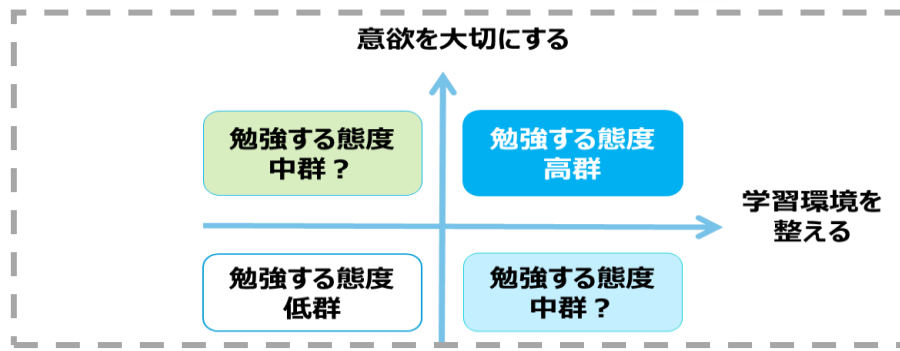 意欲を大切にする
勉強する態度
中群？
勉強する態度
高群
学習環境を
整える
勉強する態度
低群
勉強する態度
中群？